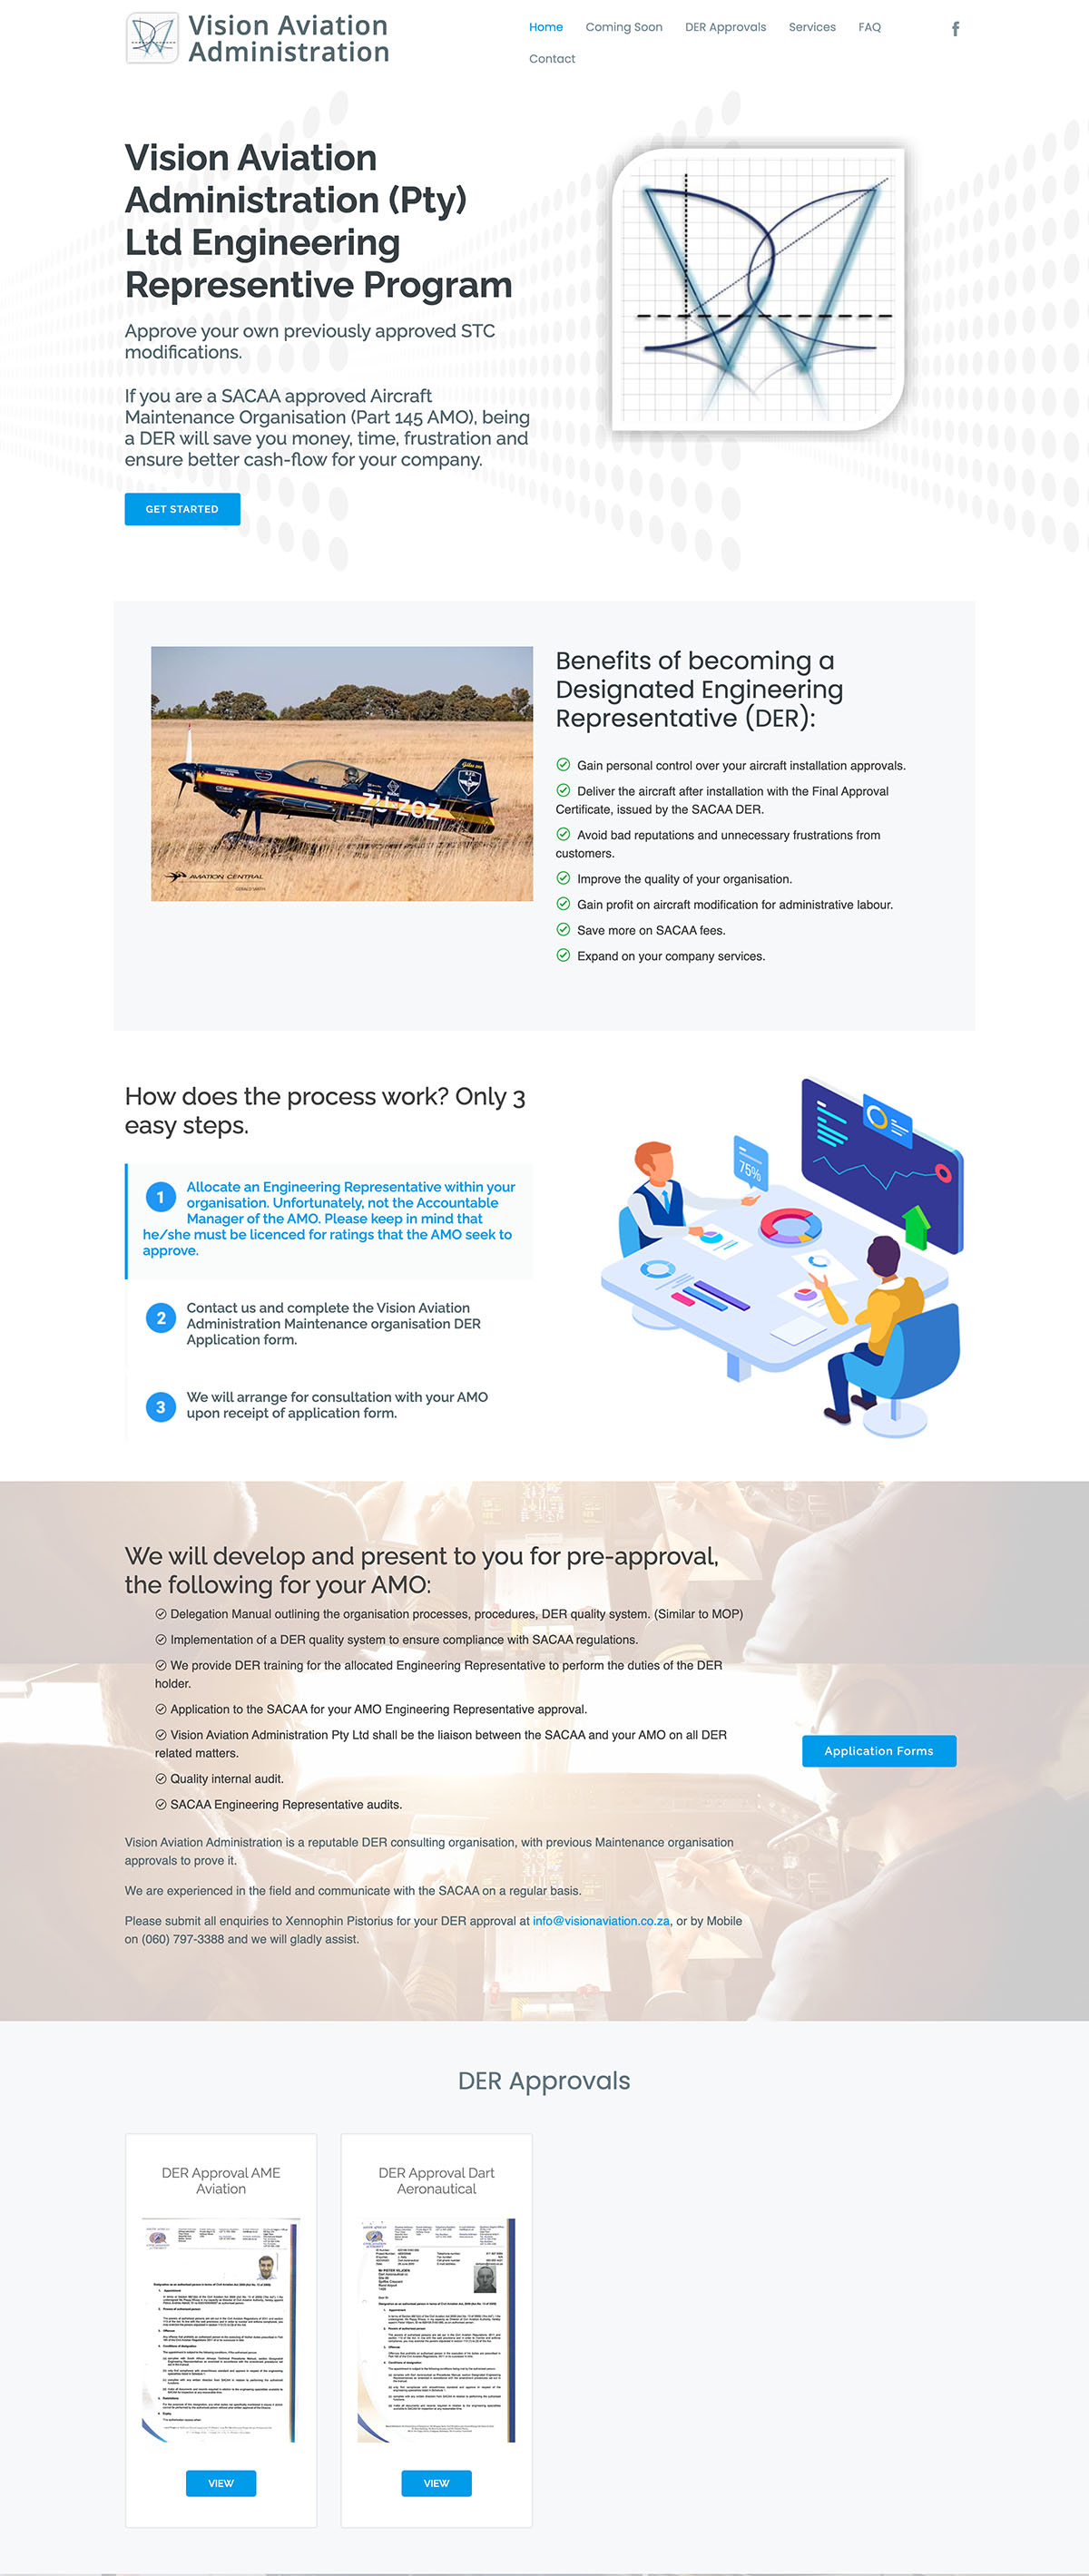 Vision Aviation
Administration
Home
Coming Soon
DER Approvals
Services
FAQ
Contact
Vision Aviation
Administration (Pty)
Ltd Engineering
Representive Program
Approve your own previously approved STC
modifications.
If you are a SACAA approved Aircraft
Maintenance Organisation (Part 145 AMO), being
a DER will save you money, time, frustration and
ensure better cash-flow for your company.
GET STARTED
ZU-ZOZ
AVIATION CENTRAL
Benefits of becoming a
Designated Engineering
Representative (DER):
Gain personal control over your aircraft installation approvals.
Deliver the aircraft after installation with the Final Approval
Certificate, issued by the SACAA DER.
Avoid bad reputations and unnecessary frustrations from
customers.
Improve the quality of your organisation.
Gain profit on aircraft modification for administrative labour.
Save more on SACAA fees.
Expand on your company services.
How does the process work? Only 3
easy steps.
1
Allocate an Engineering Representative within your
organisation. Unfortunately, not the Accountable
Manager of the AMO. Please keep in mind that
he/she must be licenced for ratings that the AMO seek to
approve.
2
Contact us and complete the Vision Aviation
Administration Maintenance organisation DER
Application form.
3
We will arrange for consultation with your AMO
upon receipt of application form.
75%
We will develop and present to you for pre-approval,
the following for your AMO:
Delegation Manual outlining the organisation processes, procedures, DER quality system. (Similar to MOP)
Implementation of a DER quality system to ensure compliance with SACAA regulations.
We provide DER training for the allocated Engineering Representative to perform the duties of the DER
holder.
Application to the SACAA for your AMO Engineering Representative approval.
Vision Aviation Administration Pty Ltd shall be the liaison between the SACAA and your AMO on all DER
related matters.
Quality internal audit.
SACAA Engineering Representative audits.
Application Forms
Vision Aviation Administration is a reputable DER consulting organisation, with previous Maintenance organisation
approvals to prove it.
We are experienced in the field and communicate with the SACAA on a regular basis.
Please submit all enquiries to Xennophin Pistorius for your DER approval at info@visionaviation.co.za, or by Mobile
on (060) 797-3388 and we will gladly assist.
DER Approvals
DER Approval AME
Aviation
VIEW
DER Approval Dart
Aeronautical
VIEW